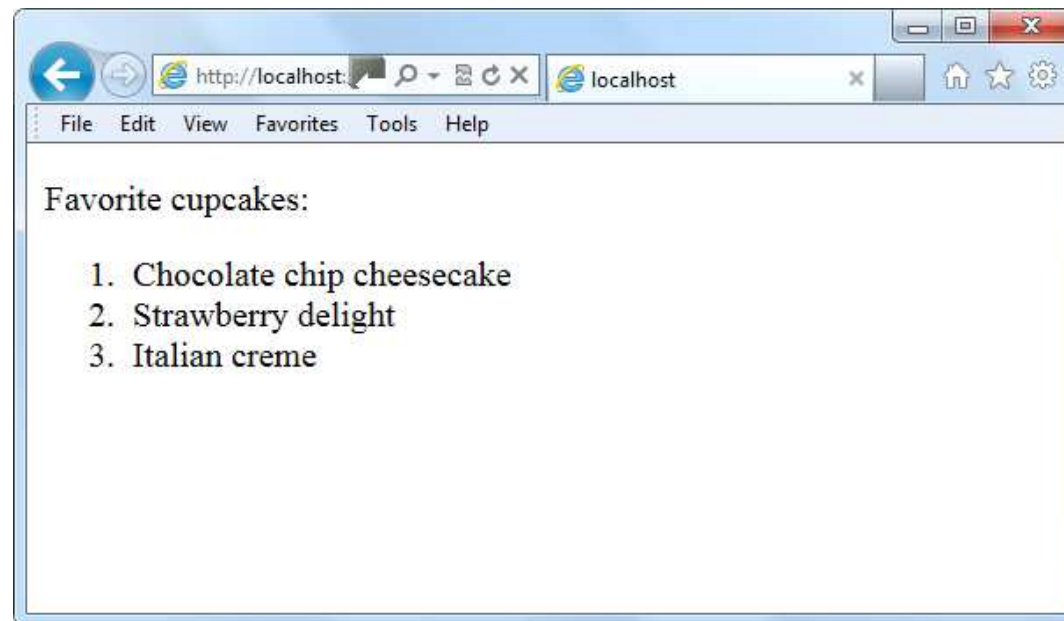 http://localhost:
localhost
File Edit View Favorites Tools Help
Favorite cupcakes:
1. Chocolate chip cheesecake
2. Strawberry delight
3. Italian creme